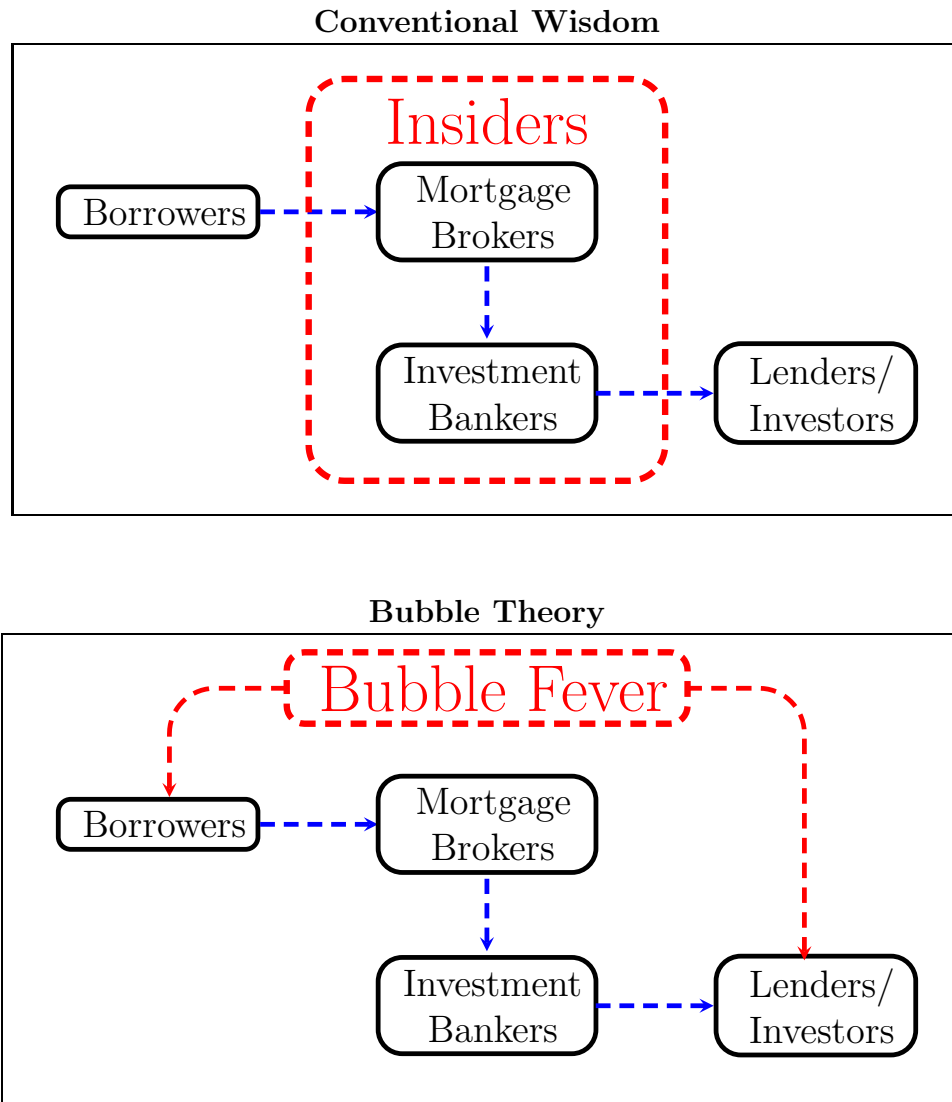 Conventional Wisdom
Insiders
Borrowers
Mortgage
Brokers
Investment
Bankers
Lenders/
Investors
Bubble Theory
Bubble Fever
Borrowers
Mortgage
Brokers
Investment
Bankers
Lenders/
Investors